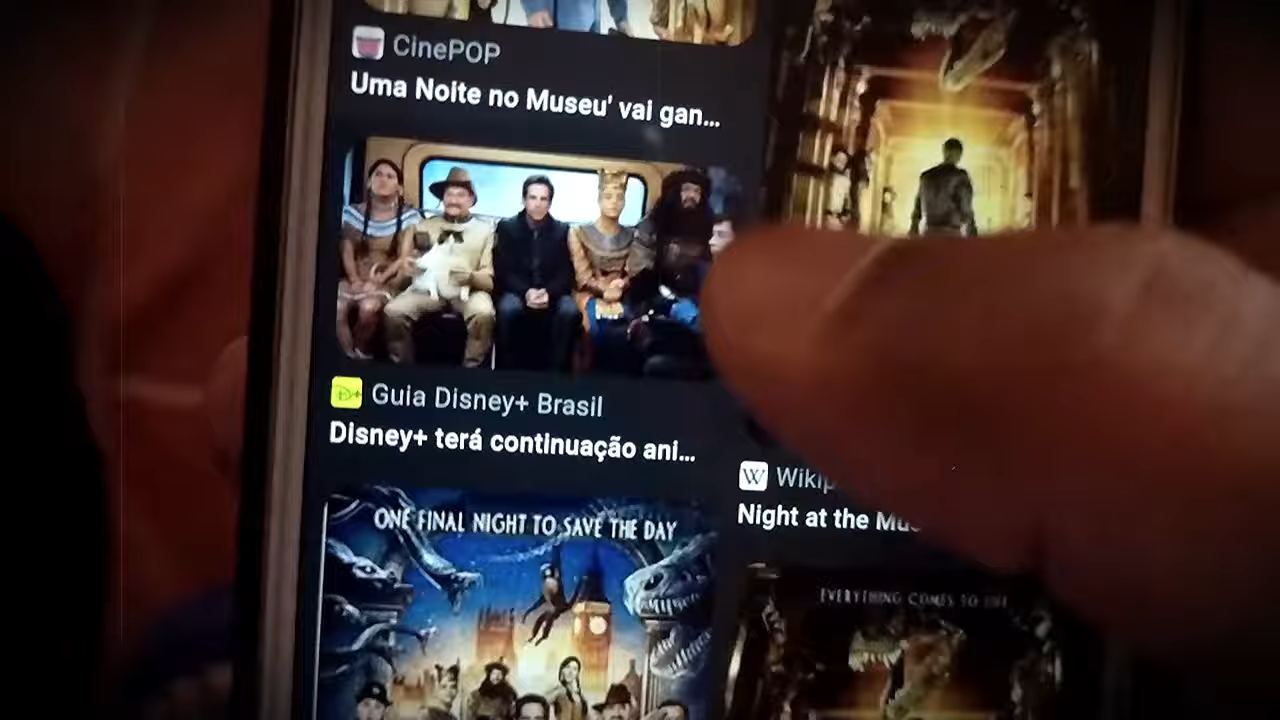 CinePOP
Uma Noite no Museu' vai gan...
Guia Disney+ Brasil
Disney+ terá continuação ani...
ONE FINAL NIGHT TO SAVE THE DAY
W
Night at the
EVERYTHING COMES TO LIFE